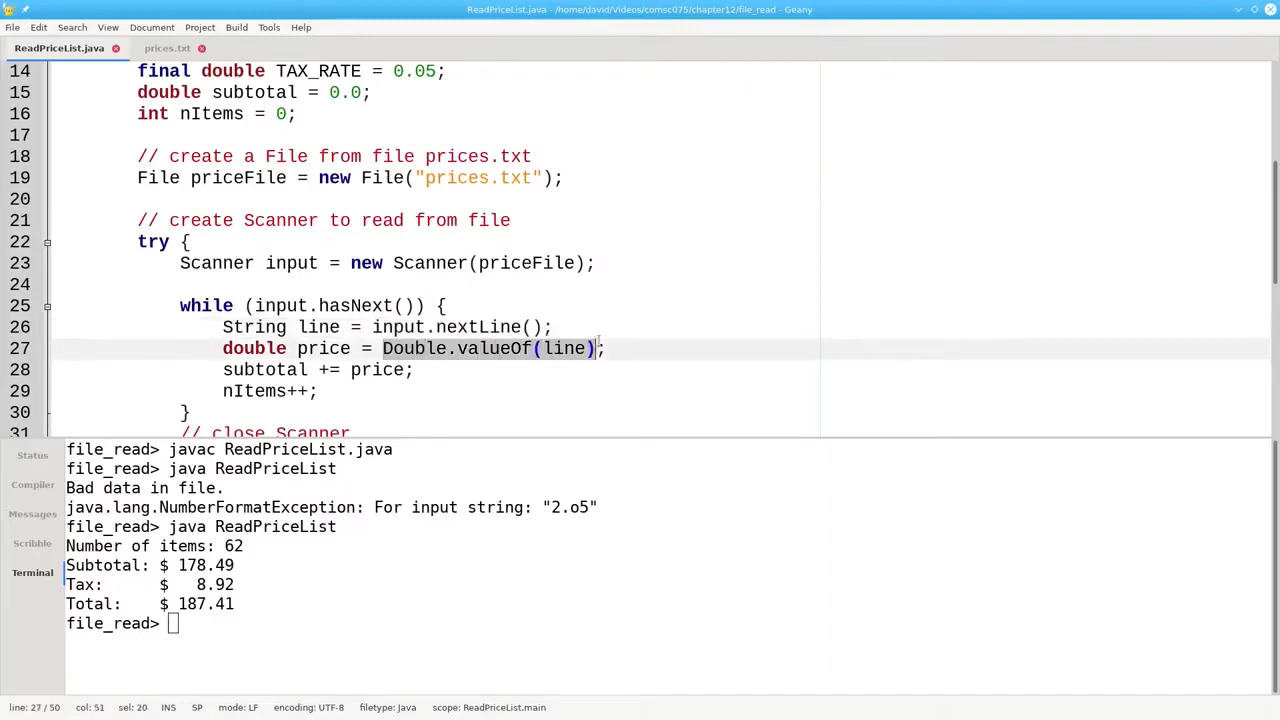 ReadPriceList.java - /home/david/Videos/comsc075/chapter12/file_read - Geany
File Edit Search View Document Project Build Tools Help
ReadPriceList.java prices.txt
14 final double TAX_RATE = 0.05;
15 double subtotal = 0.0;
16 int nItems = 0;
17
18 // create a File from file prices.txt
19 File priceFile = new File("prices.txt");
20
21 // create Scanner to read from file
22 try {
23 Scanner input = new Scanner(priceFile);
24
25 while (input.hasNext()) {
26 String line = input.nextLine();
27 double price = Double.valueOf(line);
28 subtotal += price;
29 nItems++;
30 }
31 // close Scanner
Status
Compiler
Messages
Scribble
Terminal
file_read> javac ReadPriceList.java
file_read> java ReadPriceList
Bad data in file.
java.lang.NumberFormatException: For input string: "2.o5"
file_read> java ReadPriceList
Number of items: 62
Subtotal: $ 178.49
Tax: $ 8.92
Total: $ 187.41
file_read>
line: 27 / 50 col: 51 sel: 20 INS SP mode: LF encoding: UTF-8 filetype: Java scope: ReadPriceList.main